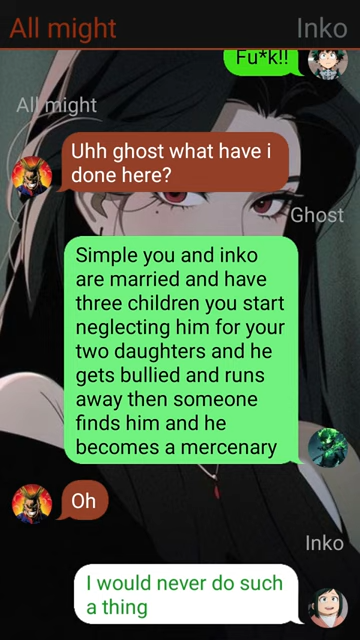 All might Inko
Fu*k!!
All might
Uhh ghost what have i
done here?
Ghost
Simple you and inko
are married and have
three children you start
neglecting him for your
two daughters and he
gets bullied and runs
away then someone
finds him and he
becomes a mercenary
Oh
Inko
I would never do such
a thing